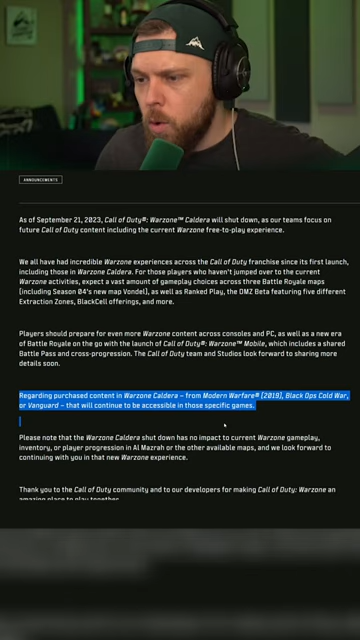 ANNOUNCEMENTS
As of September 21, 2023, Call of Duty®: Warzone™ Caldera will shut down, as our teams focus on
future Call of Duty content including the current Warzone free-to-play experience.
We all have had incredible Warzone experiences across the Call of Duty franchise since its first launch,
including those in Warzone Caldera. For those players who haven't jumped over to the current
Warzone activities, expect a vast amount of gameplay choices across three Battle Royale maps
(including Season 04's new map Vondel), as well as Ranked Play, the DMZ Beta featuring five different
Extraction Zones, BlackCell offerings, and more.
Players should prepare for even more Warzone content across consoles and PC, as well as a new era
of Battle Royale on the go with the launch of Call of Duty®: Warzone™ Mobile, which includes a shared
Battle Pass and cross-progression. The Call of Duty team and Studios look forward to sharing more
details soon.
Regarding purchased content in Warzone Caldera – from Modern Warfare® (2019), Black Ops Cold War,
or Vanguard – that will continue to be accessible in those specific games.
Please note that the Warzone Caldera shut down has no impact to current Warzone gameplay,
inventory, or player progression in Al Mazrah or the other available maps, and we look forward to
continuing with you in that new Warzone experience.
Thank you to the Call of Duty community and to our developers for making Call of Duty: Warzone an
amazing place to play together